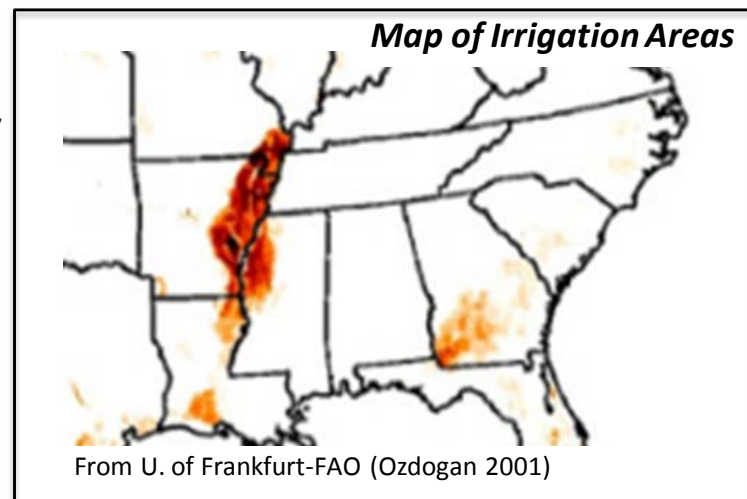 Map of Irrigation Areas
From U. of Frankfurt-FAO (Ozdogan 2001)